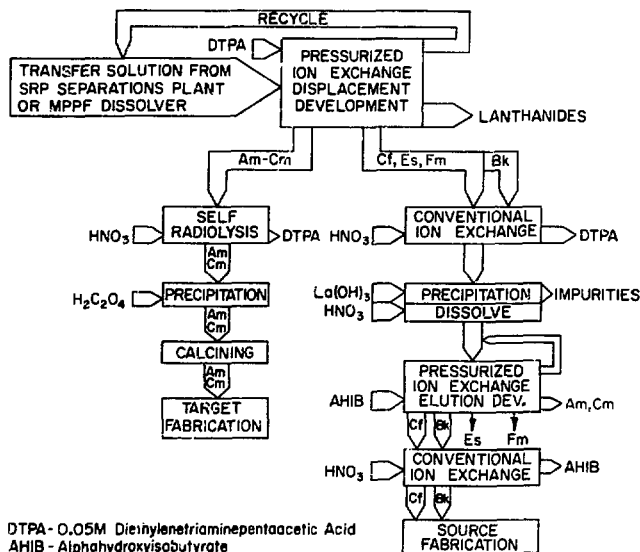 RECYCLE
DTPA
TRANSFER SOLUTION FROM
SRP SEPARATIONS PLANT
OR MPPF DISSOLVER
PRESSURIZED
ION EXCHANGE
DISPLACEMENT
DEVELOPMENT
LANTHANIDES
Am-Cm
Cf, Es, Fm
Bk
HNO3
SELF
RADIOLYSIS
DTPA
HNO3
CONVENTIONAL
ION EXCHANGE
DTPA
Am
Cm
H2C2O4
PRECIPITATION
La(OH)3
PRECIPITATION
IMPURITIES
HNO3
DISSOLVE
Am
Cm
CALCINING
Am
Cm
TARGET
FABRICATION
PRESSURIZED
ION EXCHANGE
ELUTION DEV.
AHIB
Am, Cm
Cf
Bk
Es
Fm
HNO3
CONVENTIONAL
ION EXCHANGE
AHIB
Cf
Bk
SOURCE
FABRICATION
DTPA - 0.05M Diethylenetriaminepentaacetic Acid
AHIB - Alphahydroxyisobutyrate